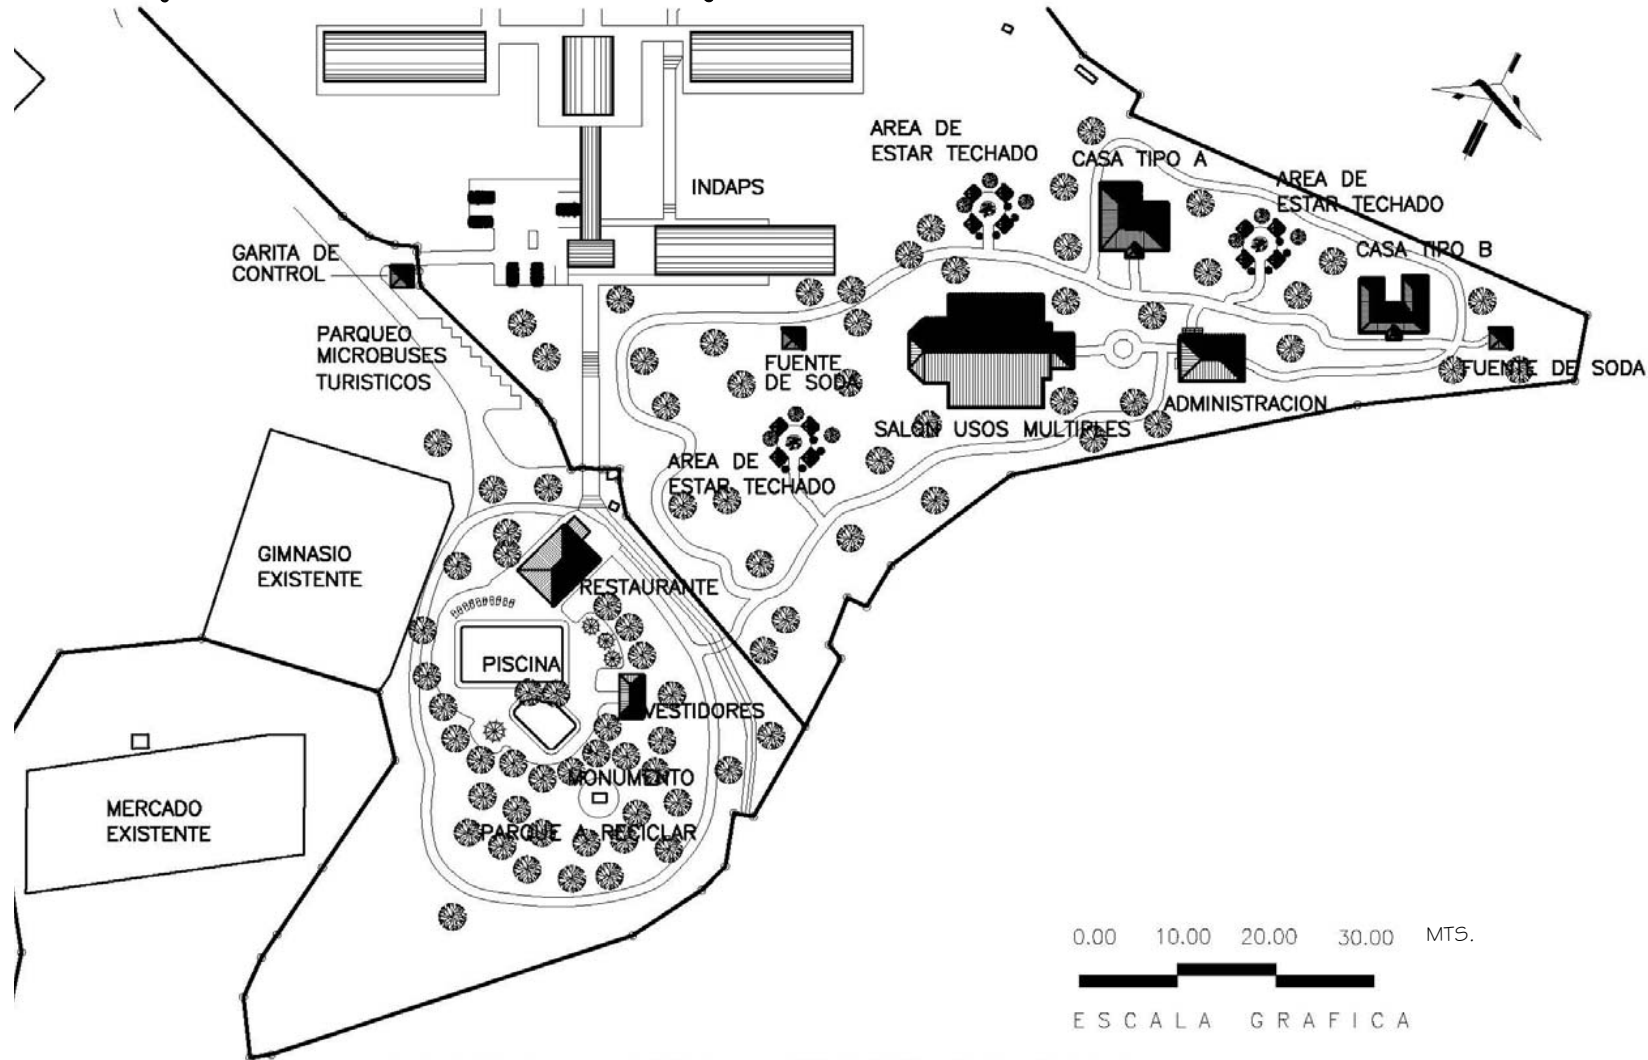 AREA DE
ESTAR TECHADO
CASA TIPO A
AREA DE
ESTAR TECHADO
INDAPS
CASA TIPO B
GARITA DE
CONTROL
PARQUEO
MICROBUSES
TURISTICOS
FUENTE
DE SODA
FUENTE DE SODA
ADMINISTRACION
SALON USOS MULTIPLES
AREA DE
ESTAR TECHADO
GIMNASIO
EXISTENTE
RESTAURANTE
PISCINA
VESTIDORES
MONUMENTO
MERCADO
EXISTENTE
PARQUE A RECICLAR
0.00 10.00 20.00 30.00 MTS.
ESCALA GRAFICA